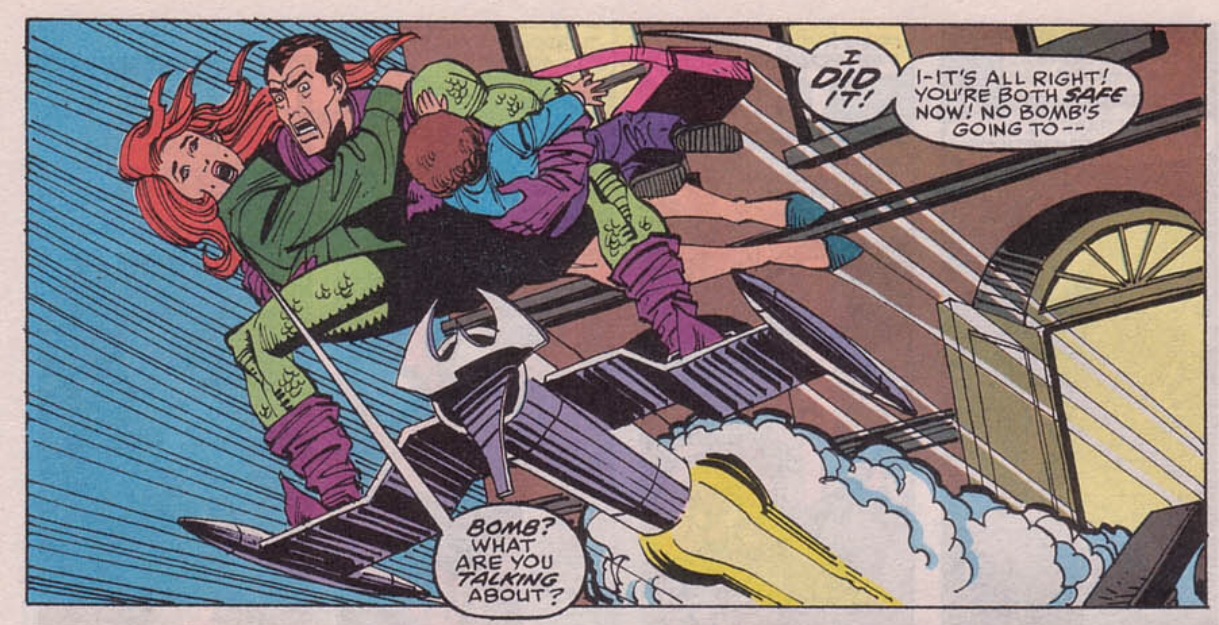 I
DID
IT!
I-IT'S ALL RIGHT!
YOU'RE BOTH SAFE
NOW! NO BOMB'S
GOING TO--
BOMB?
WHAT
ARE YOU
TALKING
ABOUT?